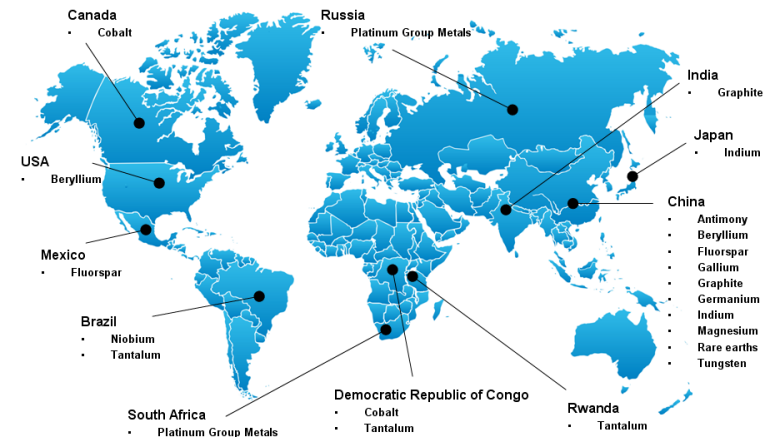 Canada
▪ Cobalt
Russia
▪ Platinum Group Metals
India
▪ Graphite
Japan
▪ Indium
USA
▪ Beryllium
China
▪ Antimony
▪ Beryllium
▪ Fluorspar
▪ Gallium
▪ Graphite
▪ Germanium
▪ Indium
▪ Magnesium
▪ Rare earths
▪ Tungsten
Mexico
▪ Fluorspar
Brazil
▪ Niobium
▪ Tantalum
South Africa
▪ Platinum Group Metals
Democratic Republic of Congo
▪ Cobalt
▪ Tantalum
Rwanda
▪ Tantalum